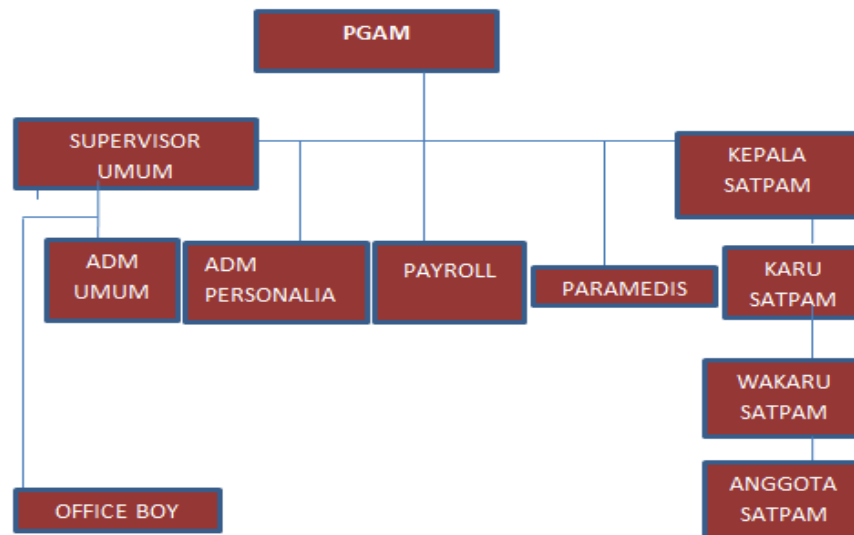 PGAM
SUPERVISOR
UMUM
KEPALA
SATPAM
ADM
UMUM
ADM
PERSONALIA
PAYROLL
PARAMEDIS
KARU
SATPAM
WAKARU
SATPAM
OFFICE BOY
ANGGOTA
SATPAM